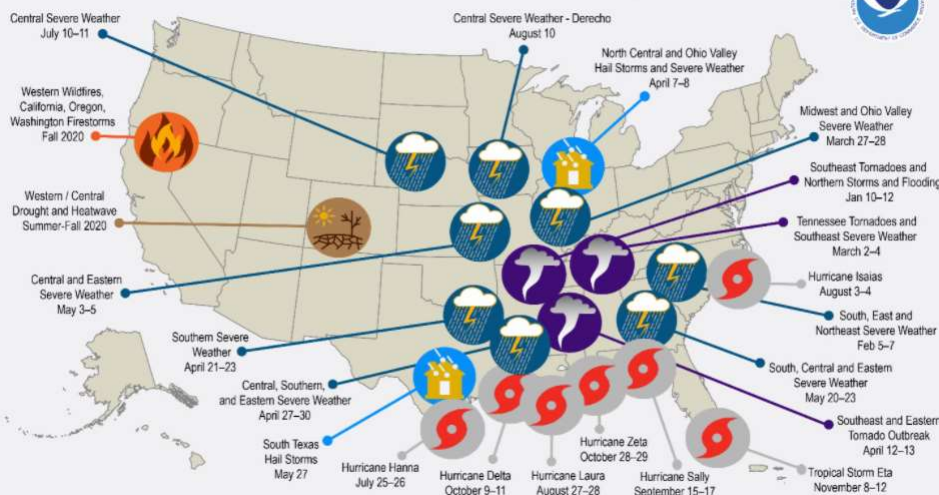 Central Severe Weather
July 10–11
Central Severe Weather - Derecho
August 10
North Central and Ohio Valley
Hail Storms and Severe Weather
April 7–8
Western Wildfires,
California, Oregon,
Washington Firestorms
Fall 2020
Midwest and Ohio Valley
Severe Weather
March 27–28
Southeast Tornadoes and
Northern Storms and Flooding
Jan 10–12
Western / Central
Drought and Heatwave
Summer-Fall 2020
Tennessee Tornadoes and
Southeast Severe Weather
March 2–4
Hurricane Isaias
August 3–4
Central and Eastern
Severe Weather
May 3–5
South, East and
Northeast Severe Weather
Feb 5–7
Southern Severe
Weather
April 21–23
South, Central and Eastern
Severe Weather
May 20–23
Central, Southern,
and Eastern Severe Weather
April 27–30
Southeast and Eastern
Tornado Outbreak
April 12–13
South Texas
Hail Storms
May 27
Hurricane Hanna
July 25–26
Hurricane Delta
October 9–11
Hurricane Laura
August 27–28
Hurricane Zeta
October 28–29
Hurricane Sally
September 15–17
Tropical Storm Eta
November 8–12